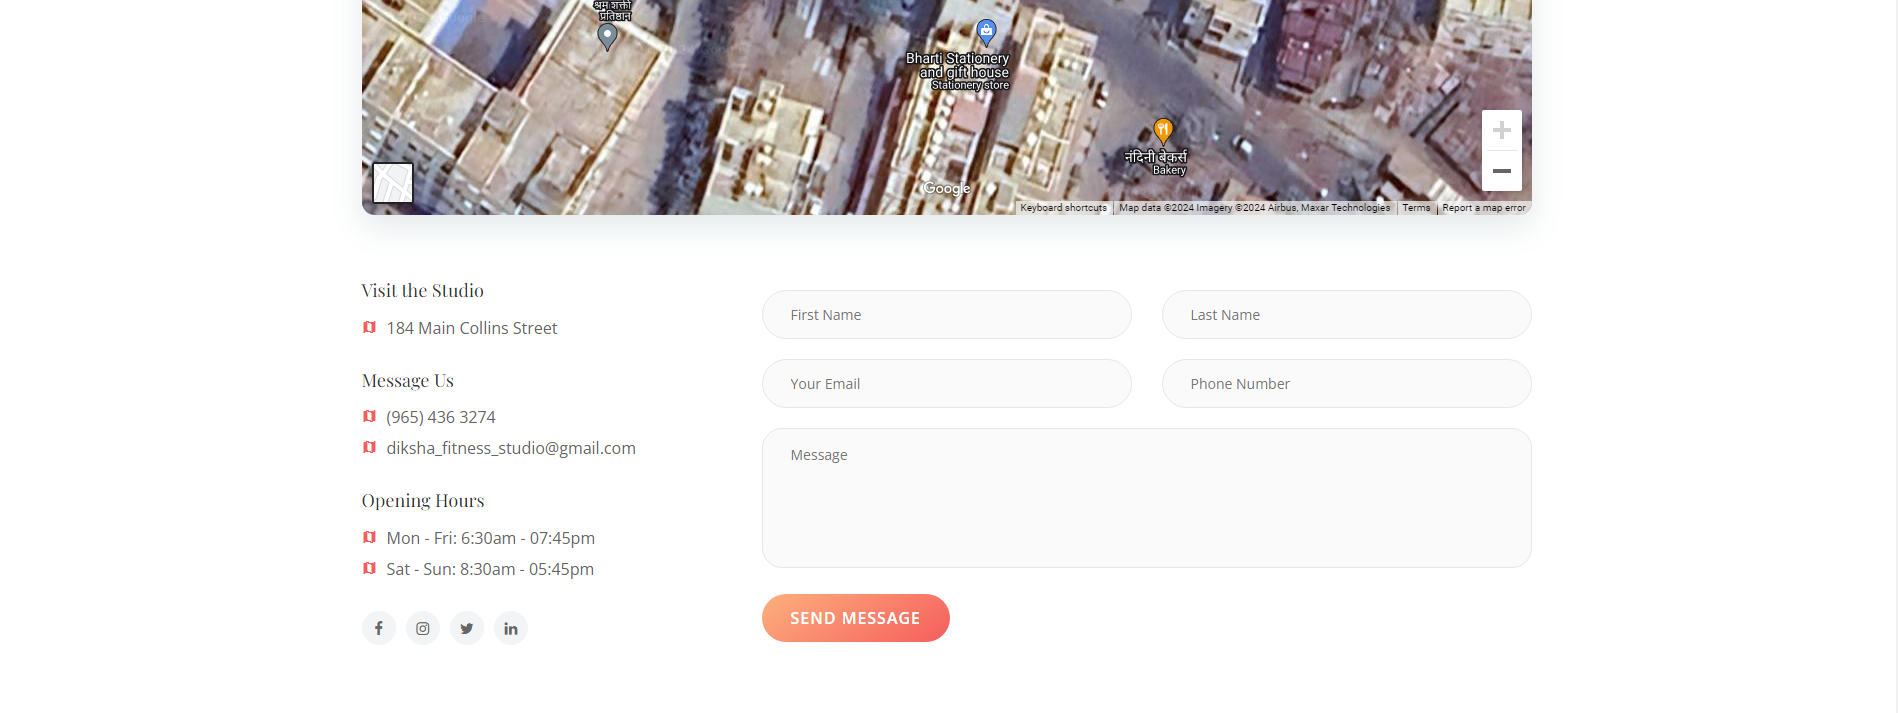 श्रम शक्ती
प्रतिष्ठान
Bharti Stationery
and gift house
Stationery store
नंदिनी बेकर्स
Bakery
Google
Keyboard shortcuts
Map data ©2024 Imagery ©2024 Airbus, Maxar Technologies
Terms
Report a map error
Visit the Studio
184 Main Collins Street
Message Us
(965) 436 3274
diksha_fitness_studio@gmail.com
Opening Hours
Mon - Fri: 6:30am - 07:45pm
Sat - Sun: 8:30am - 05:45pm
First Name
Last Name
Your Email
Phone Number
Message
SEND MESSAGE